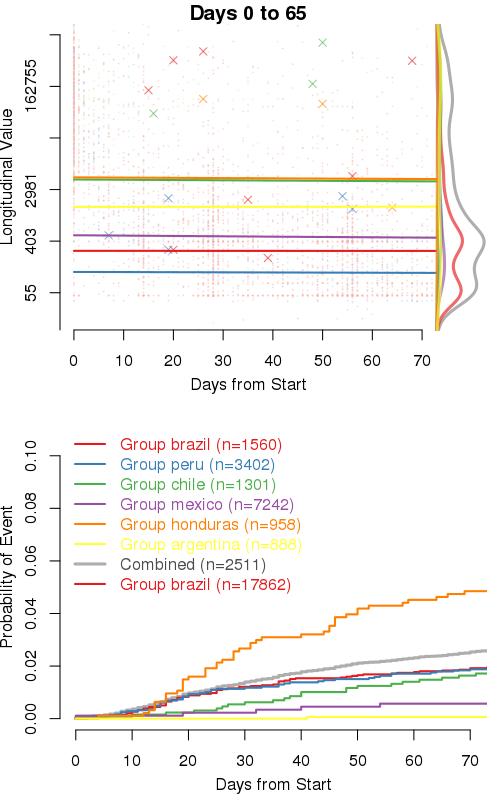 Days 0 to 65
Longitudinal Value
162755
2981
403
55
0 10 20 30 40 50 60 70
Days from Start
Probability of Event
0.10
0.08
0.06
0.04
0.02
0.00
Group brazil (n=1560)
Group peru (n=3402)
Group chile (n=1301)
Group mexico (n=7242)
Group honduras (n=958)
Group argentina (n=888)
Combined (n=2511)
Group brazil (n=17862)
0 10 20 30 40 50 60 70
Days from Start